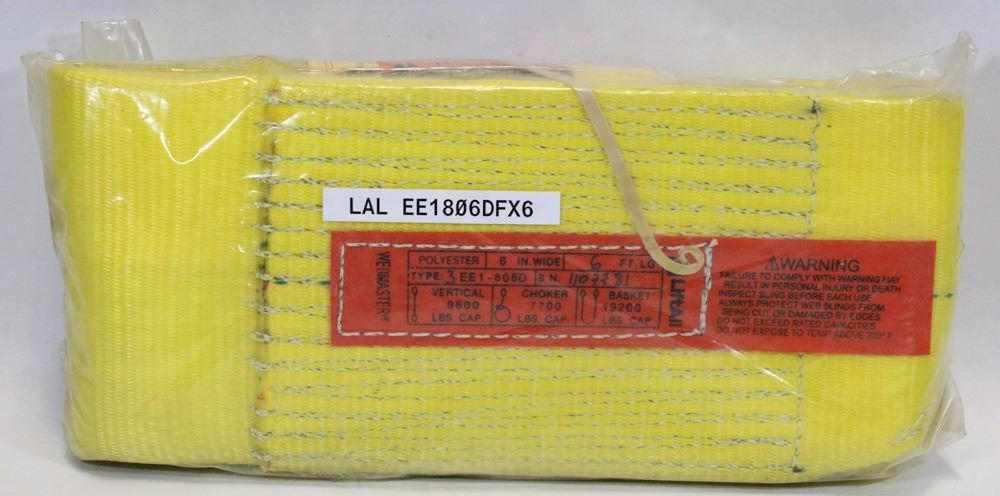 LAL EE1806DFX6
WEBMASTER
POLYESTER 6 IN. WIDE 6 FT. LG.
TYPE: 3 EE1-806D S.N.
VERTICAL CHOKER BASKET
9600 7700 19200
LBS CAP LBS CAP LBS CAP
Liftall
⚠WARNING
FAILURE TO COMPLY WITH WARNING MAY
RESULT IN PERSONAL INJURY OR DEATH
INSPECT SLING BEFORE EACH USE
ALWAYS PROTECT WEB SLINGS FROM
BEING CUT OR DAMAGED BY EDGES
DO NOT EXCEED RATED CAPACITIES
DO NOT EXPOSE TO TEMP ABOVE 200° F